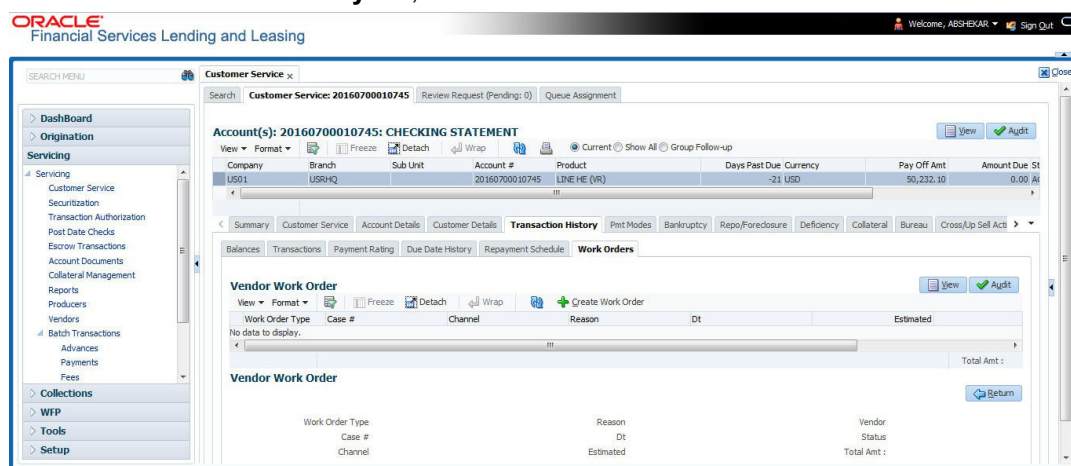 ORACLE
Financial Services Lending and Leasing
Welcome, ABSHEKAR Sign Out
SEARCH MENU
Customer Service x
Close
Search Customer Service: 20160700010745 Review Request (Pending: 0) Queue Assignment
DashBoard
Origination
Servicing
Servicing
Customer Service
Securitization
Transaction Authorization
Post Date Checks
Escrow Transactions
Account Documents
Collateral Management
Reports
Producers
Vendors
Batch Transactions
Advances
Payments
Fees
Collections
WFP
Tools
Setup
Account(s): 20160700010745: CHECKING STATEMENT
View Audit
View Format Freeze Detach Wrap Current Show All Group Follow-up
Company Branch Sub Unit Account # Product Days Past Due Currency Pay Off Amt Amount Due St
US01 USRHQ 20160700010745 LINE HE (VR) -21 USD 50,232.10 0.00
Summary Customer Service Account Details Customer Details Transaction History Pmt Modes Bankruptcy Repo/Foreclosure Deficiency Collateral Bureau Cross/Up Sell Acti
Balances Transactions Payment Rating Due Date History Repayment Schedule Work Orders
Vendor Work Order
View Audit
View Format Freeze Detach Wrap Create Work Order
Work Order Type Case # Channel Reason Dt Estimated
No data to display.
Total Amt :
Vendor Work Order
Return
Work Order Type Reason Vendor
Case # Dt Status
Channel Estimated Total Amt :